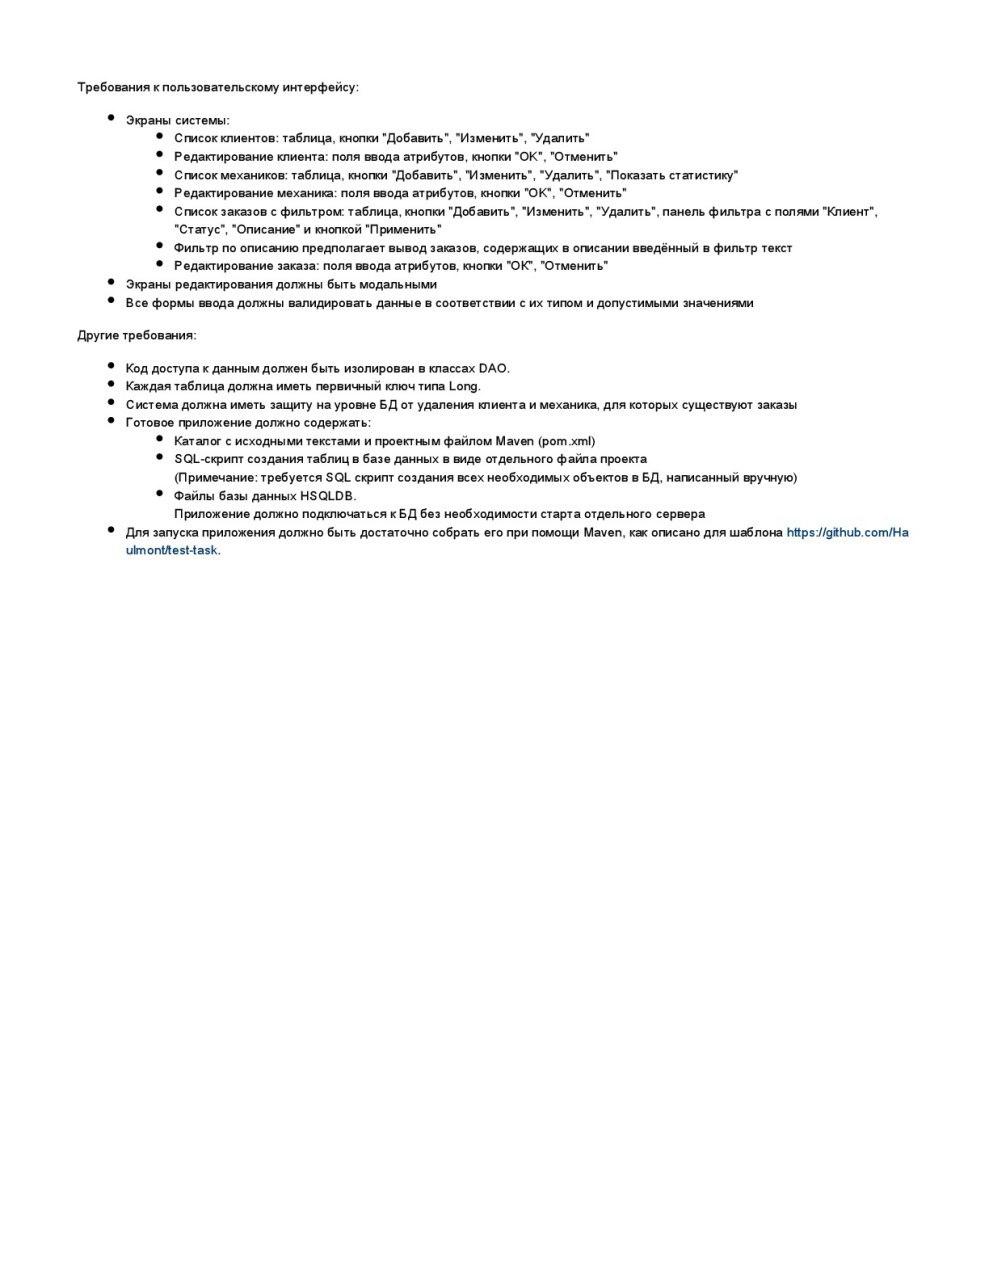 Требования к пользовательскому интерфейсу:
• Экраны системы:
• Список клиентов: таблица, кнопки "Добавить", "Изменить", "Удалить"
• Редактирование клиента: поля ввода атрибутов, кнопки "ОК", "Отменить"
• Список механиков: таблица, кнопки "Добавить", "Изменить", "Удалить", "Показать статистику"
• Редактирование механика: поля ввода атрибутов, кнопки "ОК", "Отменить"
• Список заказов с фильтром: таблица, кнопки "Добавить", "Изменить", "Удалить", панель фильтра с полями "Клиент",
"Статус", "Описание" и кнопкой "Применить"
• Фильтр по описанию предполагает вывод заказов, содержащих в описании введённый в фильтр текст
• Редактирование заказа: поля ввода атрибутов, кнопки "ОК", "Отменить"
• Экраны редактирования должны быть модальными
• Все формы ввода должны валидировать данные в соответствии с их типом и допустимыми значениями
Другие требования:
• Код доступа к данным должен быть изолирован в классах DAO.
• Каждая таблица должна иметь первичный ключ типа Long.
• Система должна иметь защиту на уровне БД от удаления клиента и механика, для которых существуют заказы
• Готовое приложение должно содержать:
• Каталог с исходными текстами и проектным файлом Maven (pom.xml)
• SQL-скрипт создания таблиц в базе данных в виде отдельного файла проекта
(Примечание: требуется SQL скрипт создания всех необходимых объектов в БД, написанный вручную)
• Файлы базы данных HSQLDB.
Приложение должно подключаться к БД без необходимости старта отдельного сервера
• Для запуска приложения должно быть достаточно собрать его при помощи Maven, как описано для шаблона https://github.com/Ha
ulmont/test-task.